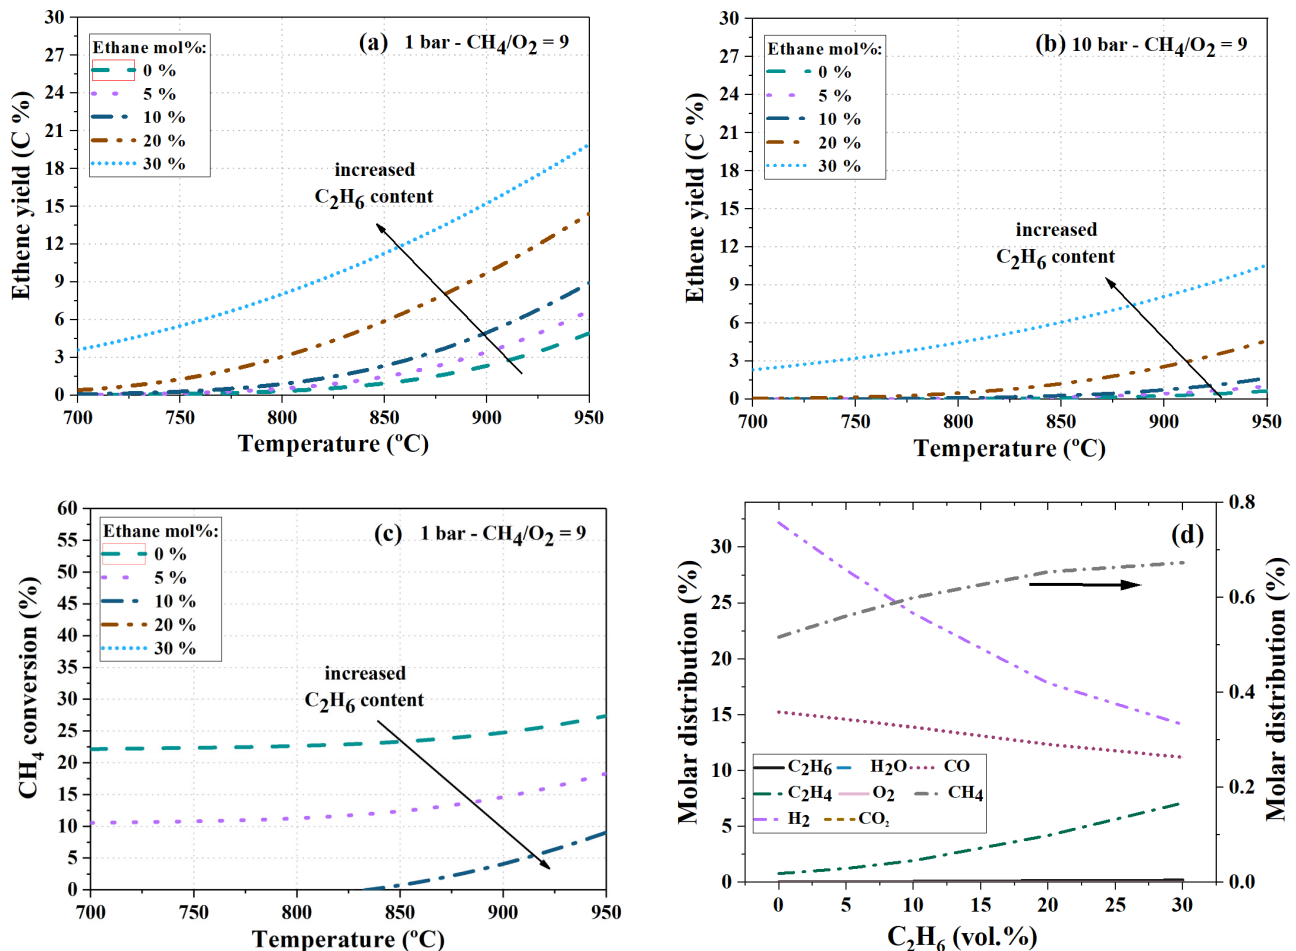 (a) 1 bar - CH₄/O₂ = 9
Ethane mol%:
0 %
5 %
10 %
20 %
30 %
increased
C₂H₆ content
30
27
24
21
18
15
12
9
6
3
0
Ethene yield (C %)
700 750 800 850 900 950
Temperature (ºC)
(b) 10 bar - CH₄/O₂ = 9
Ethane mol%:
0 %
5 %
10 %
20 %
30 %
increased
C₂H₆ content
30
27
24
21
18
15
12
9
6
3
0
Ethene yield (C %)
700 750 800 850 900 950
Temperature (ºC)
(c) 1 bar - CH₄/O₂ = 9
Ethane mol%:
0 %
5 %
10 %
20 %
30 %
increased
C₂H₆ content
60
55
50
45
40
35
30
25
20
15
10
5
0
CH₄ conversion (%)
700 750 800 850 900 950
Temperature (ºC)
(d)
30
25
20
15
10
5
0
Molar distribution (%)
0.8
0.6
0.4
0.2
0.0
Molar distribution (%)
C₂H₆ H₂O CO
C₂H₄ O₂ CH₄
H₂ CO₂
0 5 10 15 20 25 30
C₂H₆ (vol.%)